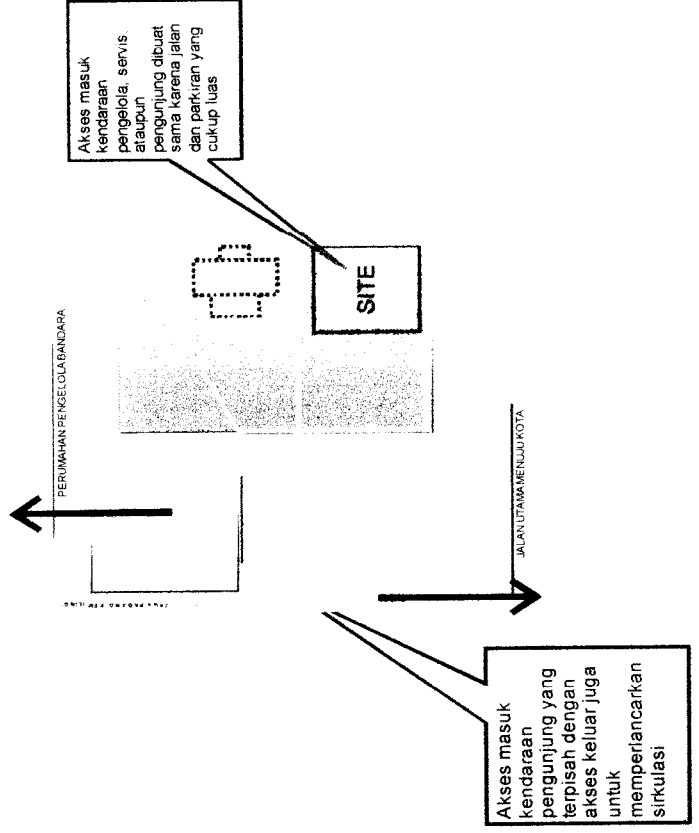 Akses masuk
kendaraan
pengelola, servis,
ataupun
pengunjung dibuat
sama karena jalan
dan parkiran yang
cukup luas
PERUMAHAN PENGELOLA BANDARA
SITE
JALAN UTAMA MENUJU KOTA
Akses masuk
kendaraan
pengunjung yang
terpisah dengan
akses keluar juga
untuk
memperlancarkan
sirkulasi